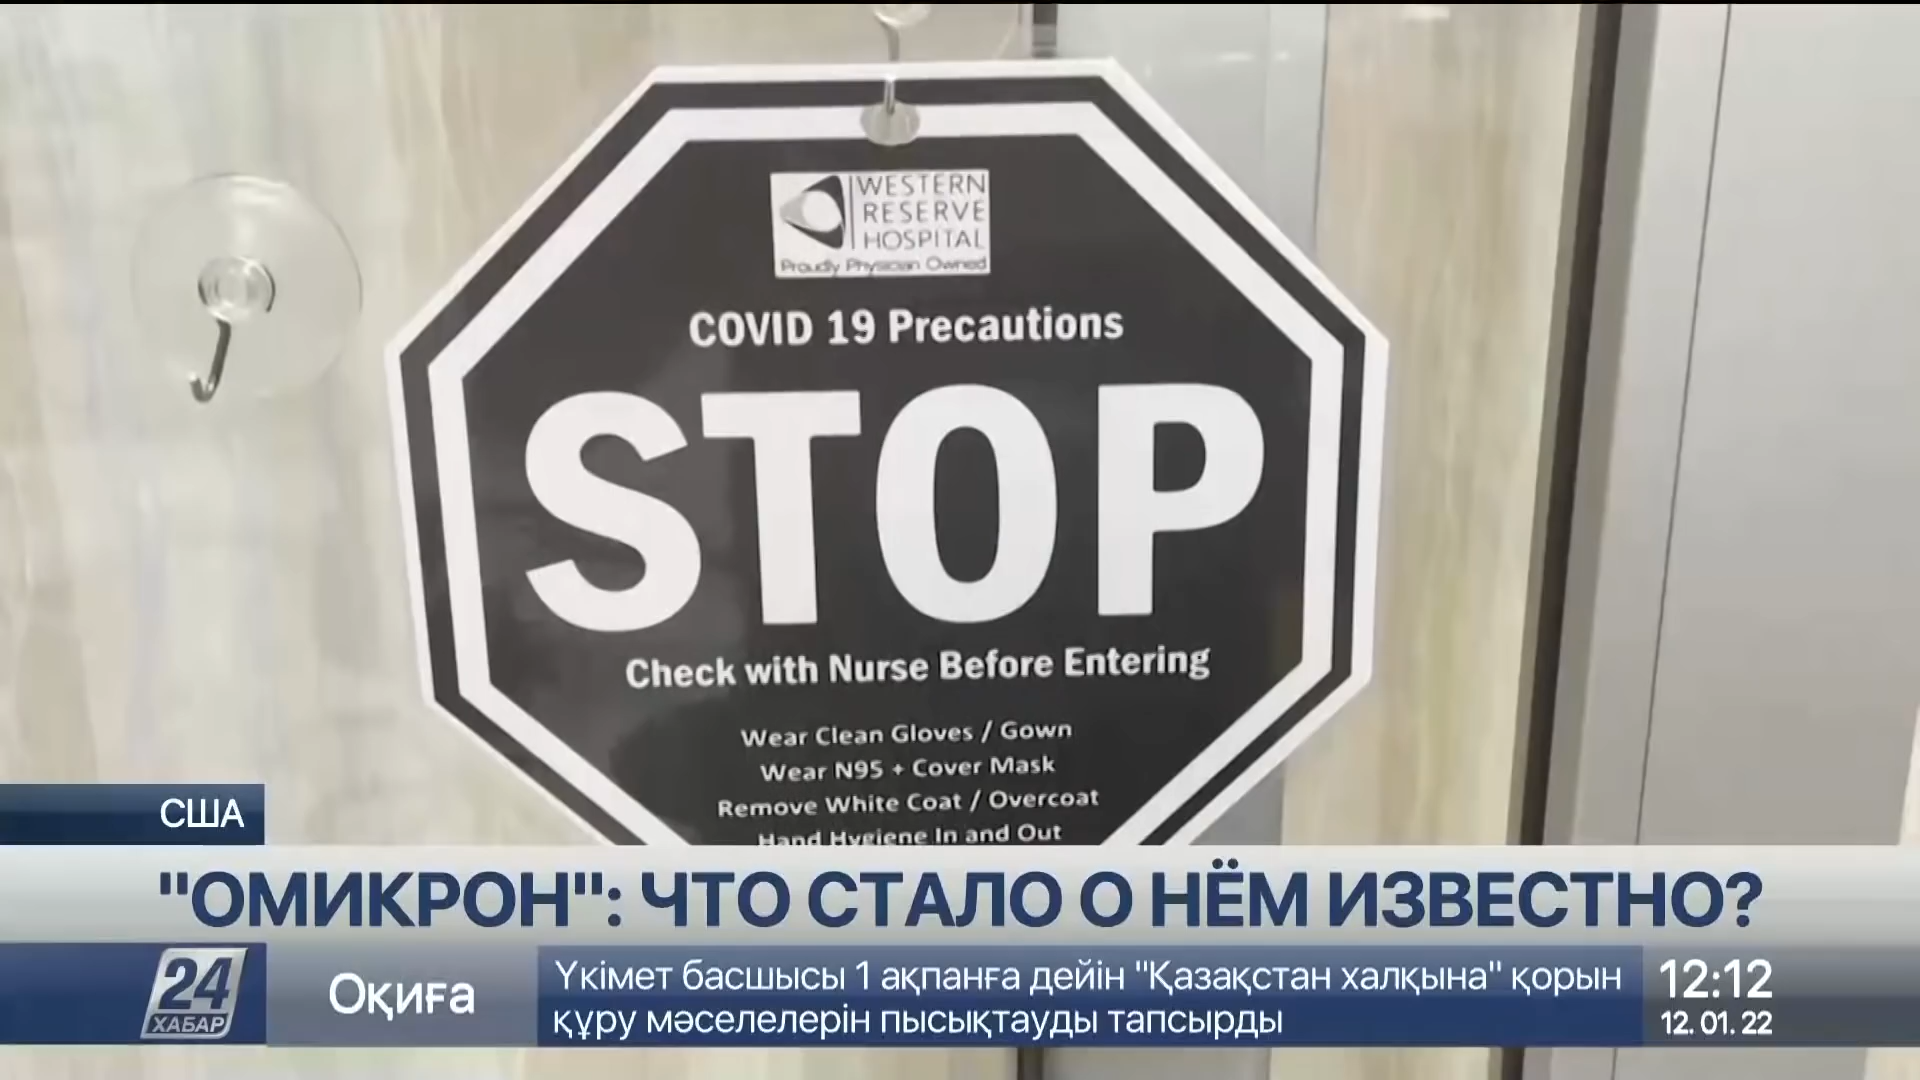 WESTERN
RESERVE
HOSPITAL
Proudly Physician Owned
COVID 19 Precautions
STOP
Check with Nurse Before Entering
Wear Clean Gloves / Gown
Wear N95 + Cover Mask
Remove White Coat / Overcoat
Hand Hygiene In and Out
США
"ОМИКРОН": ЧТО СТАЛО О НЁМ ИЗВЕСТНО?
24
ХАБАР
Оқиға
Үкімет басшысы 1 ақпанға дейін "Қазақстан халқына" қорын
құру мәселелерін пысықтауды тапсырды
12:12
12. 01. 22